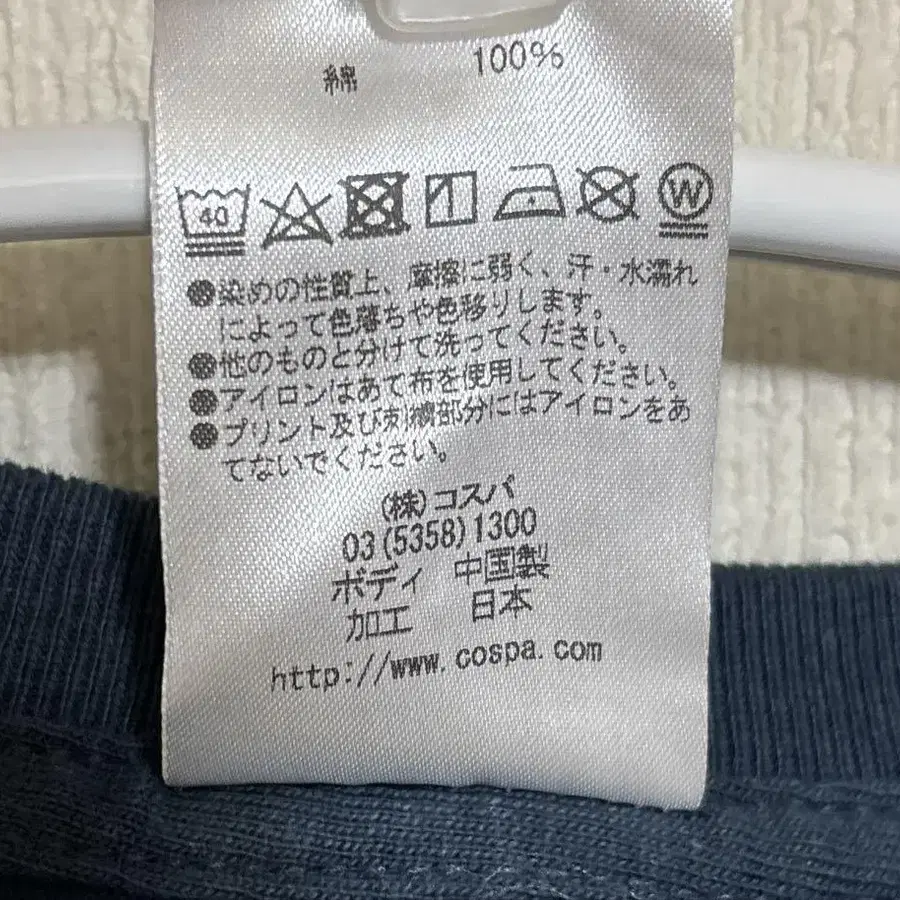 綿 100%
40 W
●染めの性質上、摩擦に弱く、汗・水濡れ
によって色落ちや色移りします。
●他のものと分けて洗ってください。
●アイロンはあて布を使用してください。
●プリント及び刺繍部分にはアイロンをあ
てないでください。
(株)コスパ
03(5358)1300
ボディ 中国製
加工 日本
http://www.cospa.com